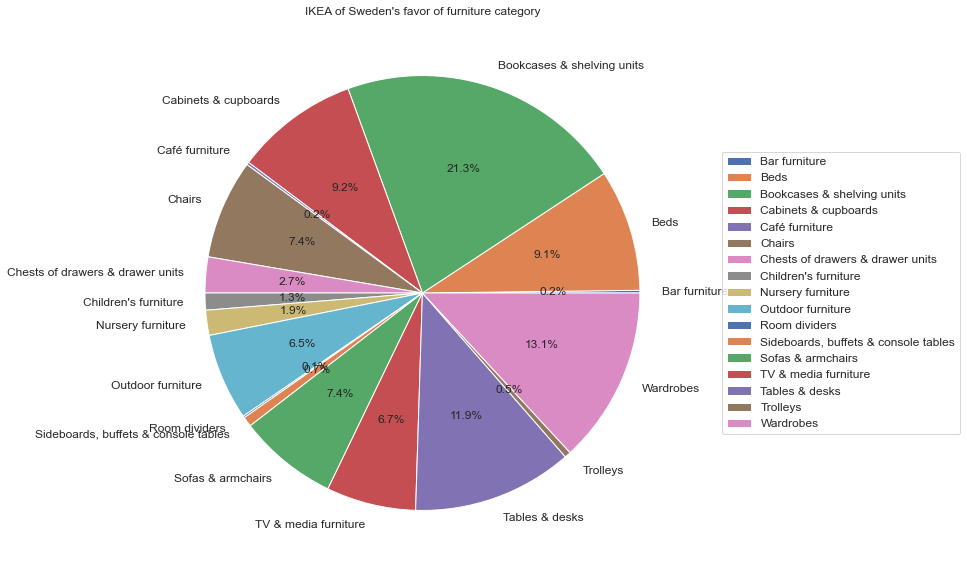 IKEA of Sweden's favor of furniture category
Bookcases & shelving units
Cabinets & cupboards
Café furniture
Chairs
Beds
Chests of drawers & drawer units
Bar furniture
Children's furniture
Nursery furniture
Outdoor furniture
Wardrobes
Room dividers
Sideboards, buffets & console tables
Sofas & armchairs
Trolleys
TV & media furniture
Tables & desks
21.3%
9.2%
0.2%
7.4%
9.1%
2.7%
0.2%
1.3%
1.9%
6.5%
13.1%
0.1%
0.7%
7.4%
0.5%
6.7%
11.9%
Bar furniture
Beds
Bookcases & shelving units
Cabinets & cupboards
Café furniture
Chairs
Chests of drawers & drawer units
Children's furniture
Nursery furniture
Outdoor furniture
Room dividers
Sideboards, buffets & console tables
Sofas & armchairs
TV & media furniture
Tables & desks
Trolleys
Wardrobes